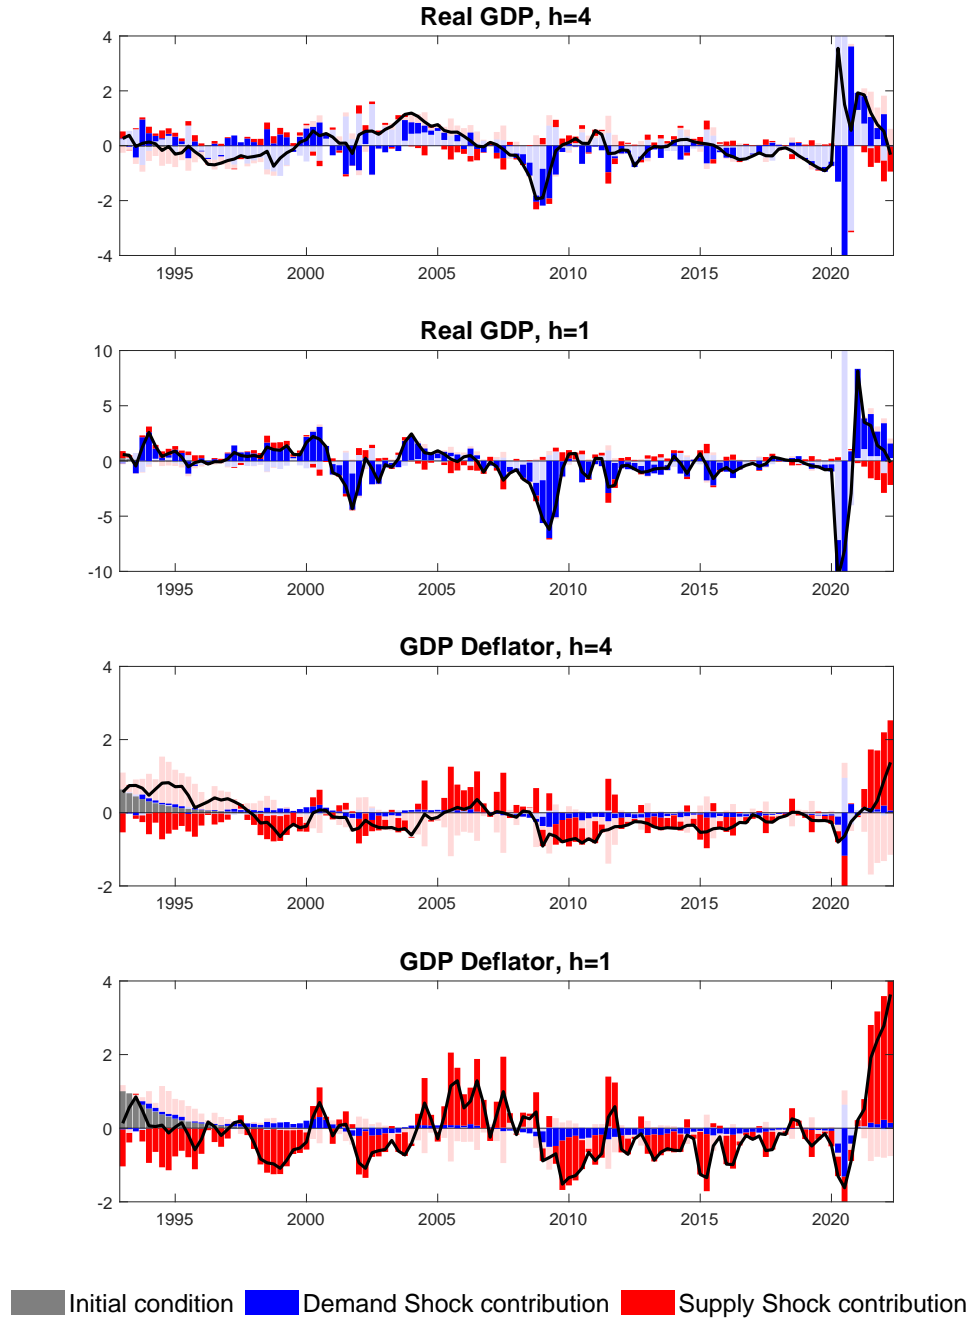 Real GDP, h=4
4
2
0
-2
-4
1995 2000 2005 2010 2015 2020
Real GDP, h=1
10
5
0
-5
-10
1995 2000 2005 2010 2015 2020
GDP Deflator, h=4
4
2
0
-2
1995 2000 2005 2010 2015 2020
GDP Deflator, h=1
4
2
0
-2
1995 2000 2005 2010 2015 2020
Initial condition Demand Shock contribution Supply Shock contribution